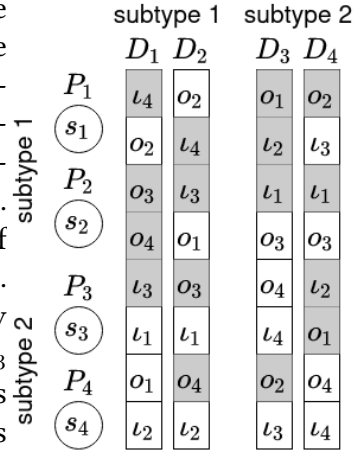 subtype 1 subtype 2
D₁ D₂ D₃ D₄
P₁ ι₄ o₂ o₁ o₂
s₁ o₂ ι₄ ι₂ ι₃
P₂ o₃ ι₃ ι₁ ι₁
s₂ o₄ o₁ o₃ o₃
P₃ ι₃ o₃ o₄ ι₂
s₃ ι₁ ι₁ ι₄ o₁
P₄ o₁ o₄ o₂ o₄
s₄ ι₂ ι₂ ι₃ ι₄
subtype 1
subtype 2